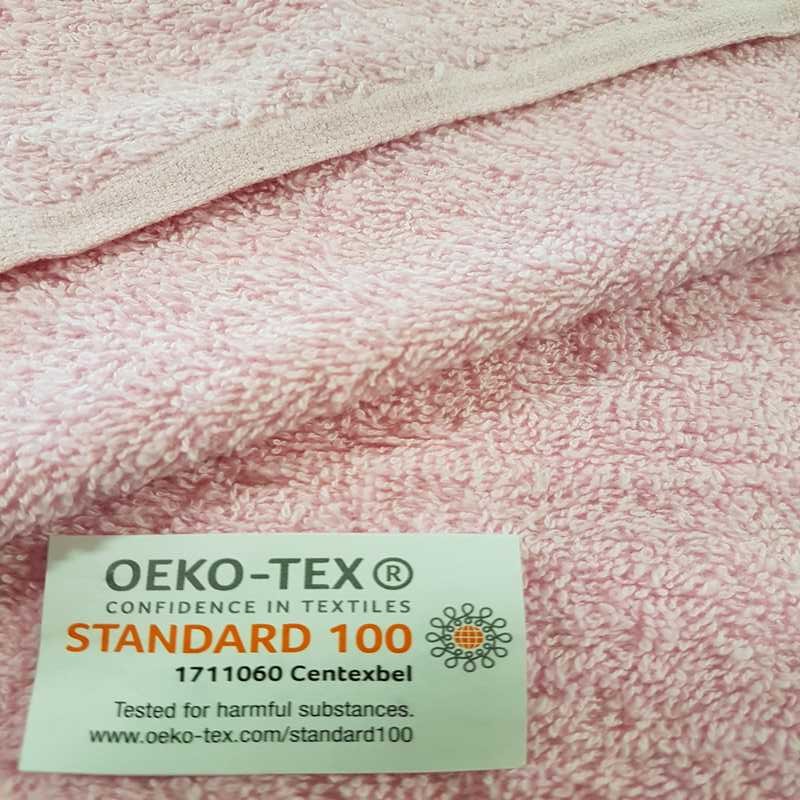 OEKO-TEX®
CONFIDENCE IN TEXTILES
STANDARD 100
1711060 Centexbel
Tested for harmful substances.
www.oeko-tex.com/standard100